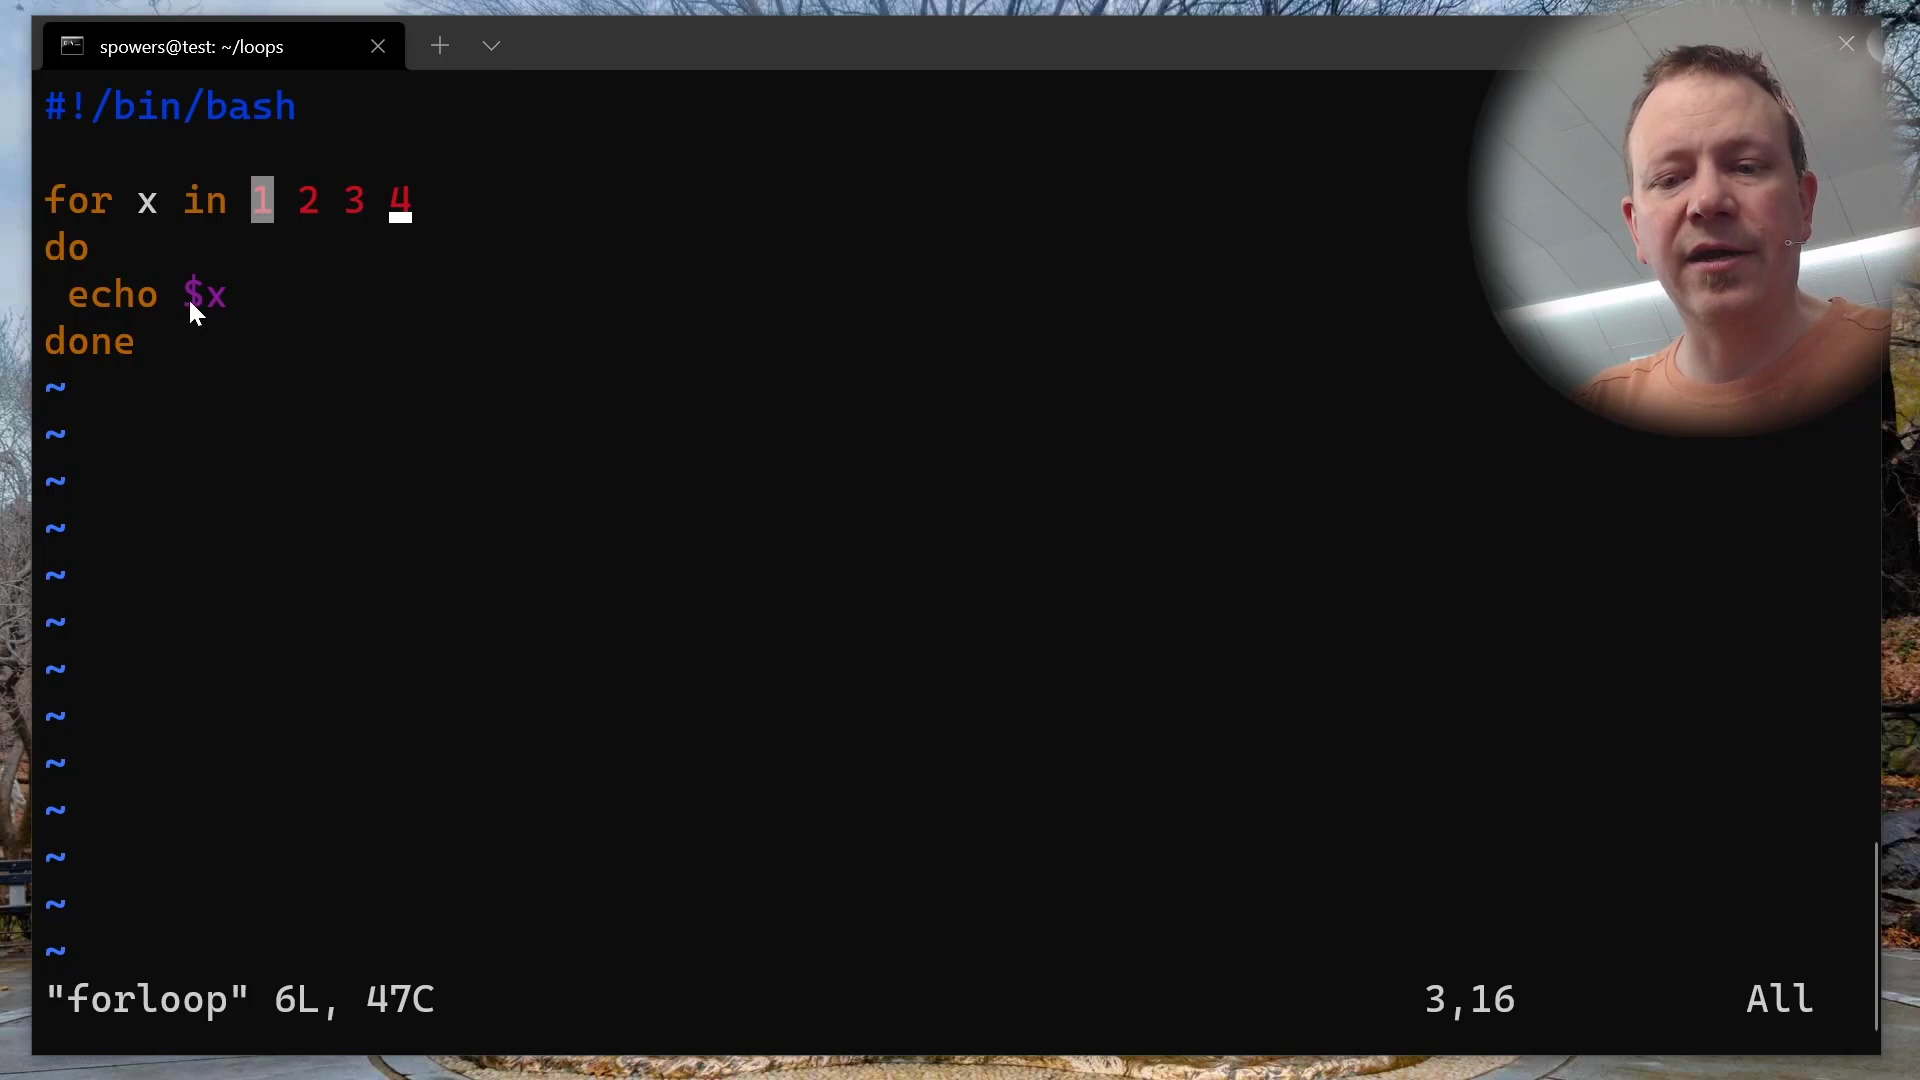 spowers@test: ~/loops
#!/bin/bash
for x in 1 2 3 4
do
echo $x
done
~
~
~
~
~
~
~
~
~
~
~
~
~
"forloop" 6L, 47C 3,16 All